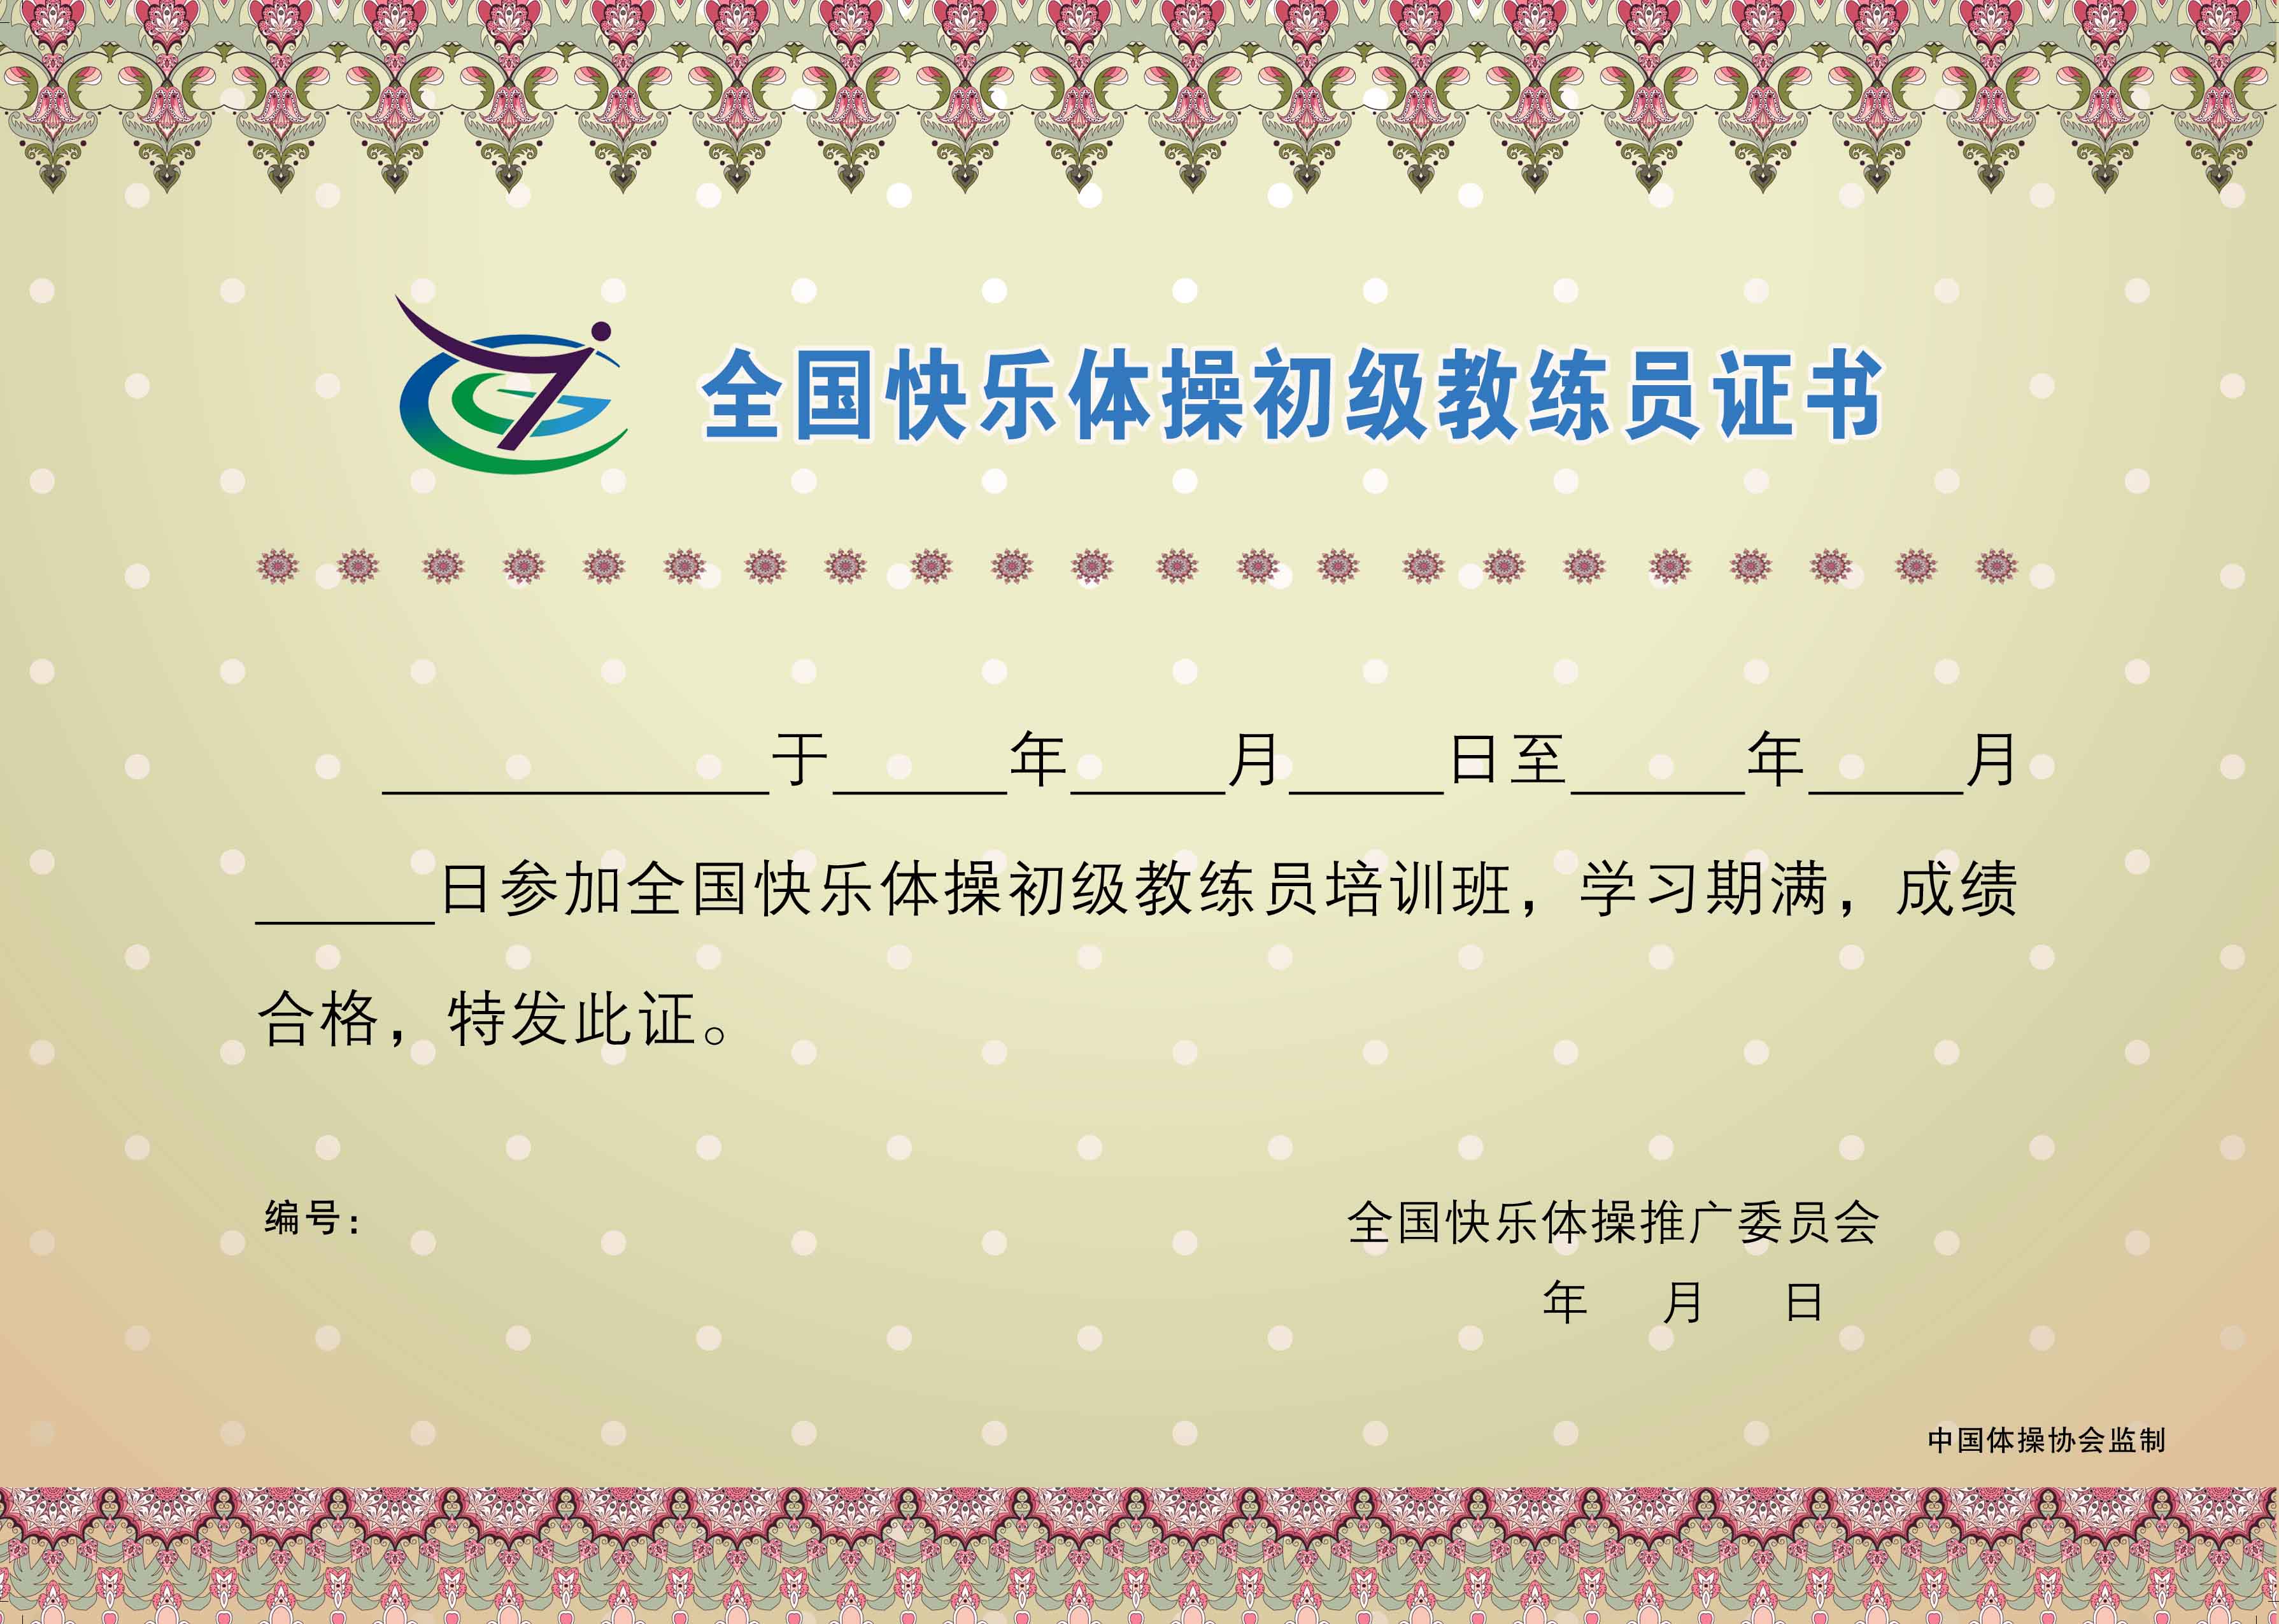 全国快乐体操初级教练员证书
______于______年______月______日至______年______月
______日参加全国快乐体操初级教练员培训班，学习期满，成绩
合格，特发此证。
编号：
全国快乐体操推广委员会
年 月 日
中国体操协会监制